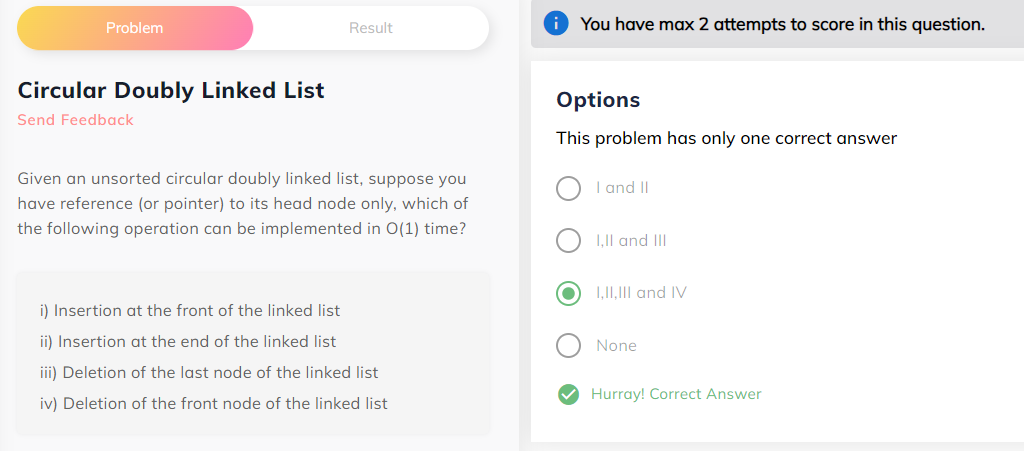 Problem
Result
Circular Doubly Linked List
Send Feedback
Given an unsorted circular doubly linked list, suppose you
have reference (or pointer) to its head node only, which of
the following operation can be implemented in O(1) time?
i) Insertion at the front of the linked list
ii) Insertion at the end of the linked list
iii) Deletion of the last node of the linked list
iv) Deletion of the front node of the linked list
You have max 2 attempts to score in this question.
Options
This problem has only one correct answer
I and II
I,II and III
I,II,III and IV
None
Hurray! Correct Answer